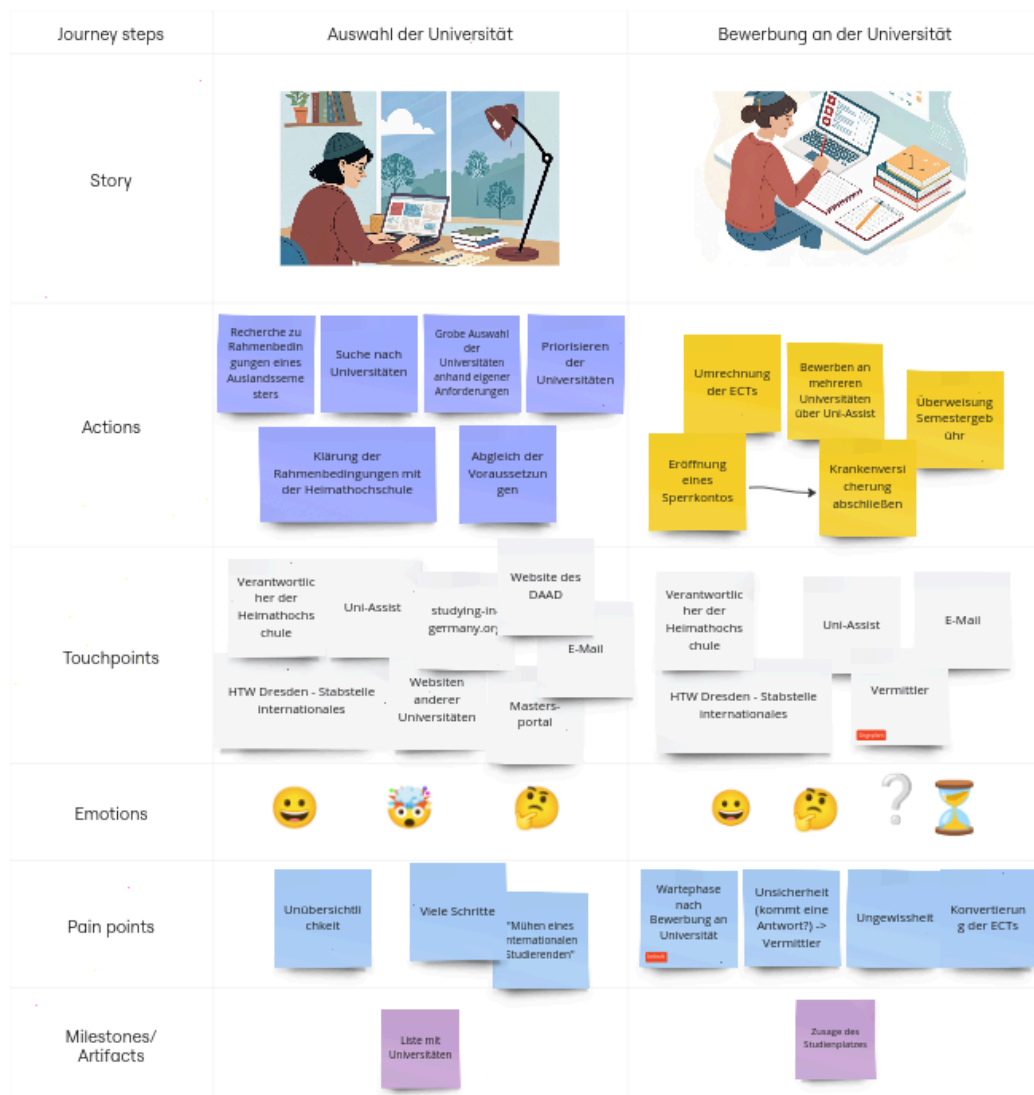 Journey steps
Auswahl der Universität
Bewerbung an der Universität
Story
Actions
Recherche zu
Rahmenbedin
gungen eines
Auslandsseme
sters
Suche nach
Universitäten
Grobe Auswahl
der
Universitäten
anhand eigener
Anforderungen
Priorisieren
der
Universitäten
Klärung der
Rahmenbedingungen mit
der Heimathochschule
Abgleich der
Voraussetzun
gen
Umrechnung
der ECTs
Bewerben an
mehreren
Universitäten
über Uni-Assist
Überweisung
Semestergeb
ühr
Eröffnung
eines
Sperrkontos
Krankenversi
cherung
abschließen
Touchpoints
Verantwortlic
her der
Heimathochs
chule
Uni-Assist
studying-in-
germany.org
Website des
DAAD
E-Mail
HTW Dresden - Stabstelle
internationales
Websiten
anderer
Universitäten
Masters-
portal
Verantwortlic
her der
Heimathochs
chule
Uni-Assist
E-Mail
HTW Dresden - Stabstelle
internationales
Vermittler
Emotions
Pain points
Unübersichtli
chkeit
Viele Schritte
"Mühen eines
nternationalen
Studierenden"
Wartephase
nach
Bewerbung an
Universität
Unsicherheit
(kommt eine
Antwort?) ->
Vermittler
Ungewissheit
Konvertierun
g der ECTs
Milestones/
Artifacts
Liste mit
Universitäten
Zusage des
Studienplatzes